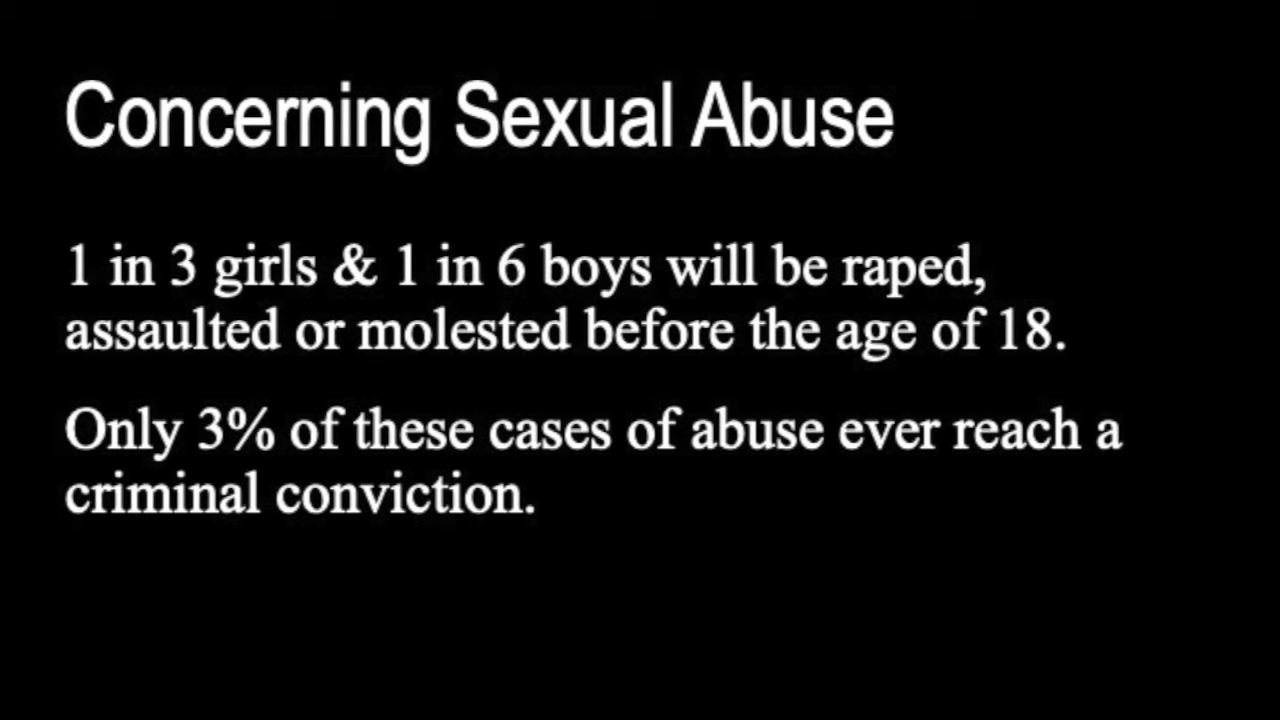 Concerning Sexual Abuse
1 in 3 girls & 1 in 6 boys will be raped,
assaulted or molested before the age of 18.
Only 3% of these cases of abuse ever reach a
criminal conviction.